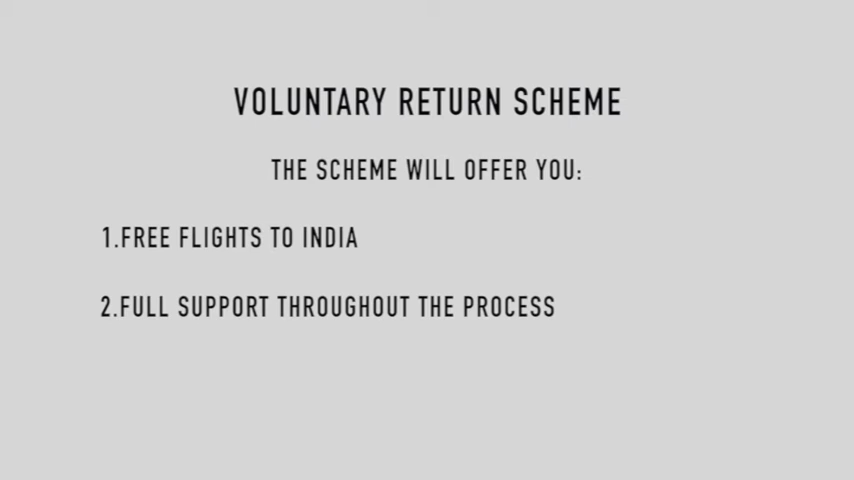 VOLUNTARY RETURN SCHEME
THE SCHEME WILL OFFER YOU:
1.FREE FLIGHTS TO INDIA
2.FULL SUPPORT THROUGHOUT THE PROCESS